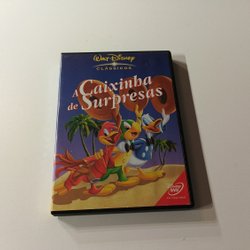 WALT DISNEY
CLÁSSICOS
A Caixinha
de Surpresas